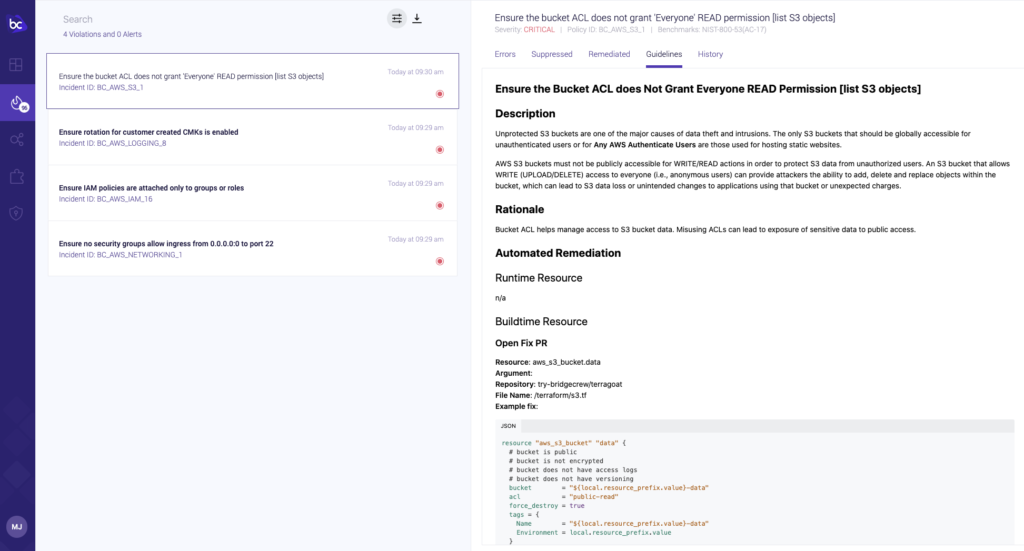 bc
96
MJ
Search
4 Violations and 0 Alerts
Ensure the bucket ACL does not grant 'Everyone' READ permission [list S3 objects]
Incident ID: BC_AWS_S3_1
Today at 09:30 am
Ensure rotation for customer created CMKs is enabled
Incident ID: BC_AWS_LOGGING_8
Today at 09:29 am
Ensure IAM policies are attached only to groups or roles
Incident ID: BC_AWS_IAM_16
Today at 09:29 am
Ensure no security groups allow ingress from 0.0.0.0:0 to port 22
Incident ID: BC_AWS_NETWORKING_1
Today at 09:29 am
Ensure the bucket ACL does not grant 'Everyone' READ permission [list S3 objects]
Severity: CRITICAL | Policy ID: BC_AWS_S3_1 | Benchmarks: NIST-800-53(AC-17)
Errors Suppressed Remediated Guidelines History
Ensure the Bucket ACL does Not Grant Everyone READ Permission [list S3 objects]
Description
Unprotected S3 buckets are one of the major causes of data theft and intrusions. The only S3 buckets that should be globally accessible for
unauthenticated users or for Any AWS Authenticate Users are those used for hosting static websites.
AWS S3 buckets must not be publicly accessible for WRITE/READ actions in order to protect S3 data from unauthorized users. An S3 bucket that allows
WRITE (UPLOAD/DELETE) access to everyone (i.e., anonymous users) can provide attackers the ability to add, delete and replace objects within the
bucket, which can lead to S3 data loss or unintended changes to applications using that bucket or unexpected charges.
Rationale
Bucket ACL helps manage access to S3 bucket data. Misusing ACLs can lead to exposure of sensitive data to public access.
Automated Remediation
Runtime Resource
n/a
Buildtime Resource
Open Fix PR
Resource: aws_s3_bucket.data
Argument:
Repository: try-bridgecrew/terragoat
File Name: /terraform/s3.tf
Example fix:
JSON
resource "aws_s3_bucket" "data" {
# bucket is public
# bucket is not encrypted
# bucket does not have access logs
# bucket does not have versioning
bucket = "${local.resource_prefix.value}-data"
acl = "public-read"
force_destroy = true
tags = {
Name = "${local.resource_prefix.value}-data"
Environment = local.resource_prefix.value
}